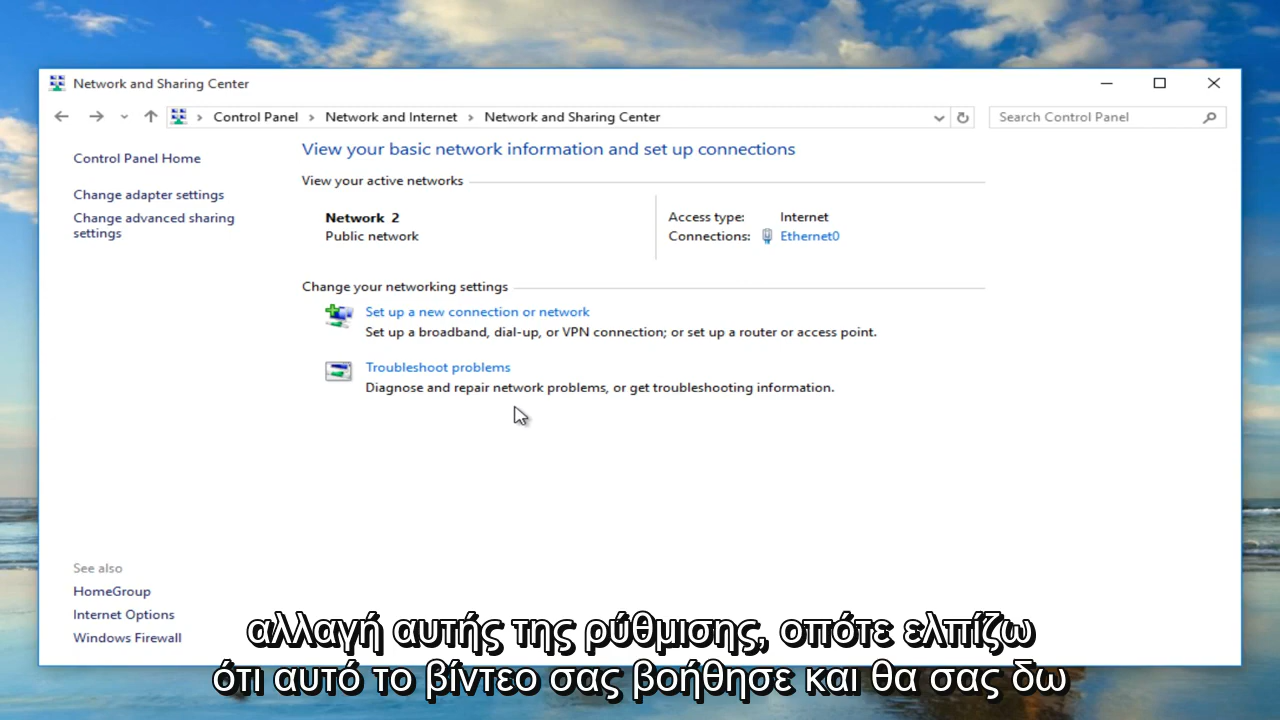 Network and Sharing Center
Control Panel
Network and Internet
Network and Sharing Center
Search Control Panel
Control Panel Home
Change adapter settings
Change advanced sharing
settings
View your basic network information and set up connections
View your active networks
Network 2
Public network
Access type: Internet
Connections: Ethernet0
Change your networking settings
Set up a new connection or network
Set up a broadband, dial-up, or VPN connection; or set up a router or access point.
Troubleshoot problems
Diagnose and repair network problems, or get troubleshooting information.
See also
HomeGroup
Internet Options
Windows Firewall
αλλαγή αυτής της ρύθμισης, οπότε ελπίζω
ότι αυτό το βίντεο σας βοήθησε και θα σας δω